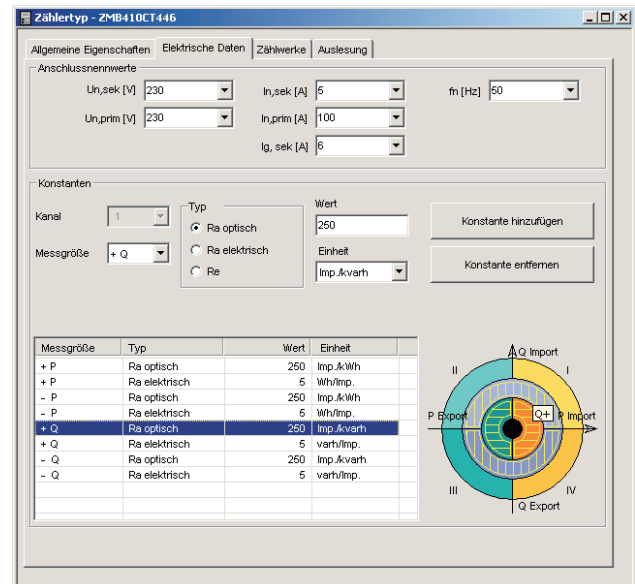 Zählertyp - ZMB410CT446
Allgemeine Eigenschaften Elektrische Daten Zählwerke Auslesung
Anschlussnennwerte
Un,sek [V] 230 In,sek [A] 5 fn [Hz] 50
Un,prim [V] 230 In,prim [A] 100
Ig, sek [A] 6
Konstanten
Kanal 1 Typ Wert
Ra optisch 250 Konstante hinzufügen
Messgröße + Q Ra elektrisch Einheit
Re Imp./kvarh Konstante entfernen
Messgröße Typ Wert Einheit
+ P Ra optisch 250 Imp./kWh
+ P Ra elektrisch 5 Wh/Imp.
- P Ra optisch 250 Imp./kWh
- P Ra elektrisch 5 Wh/Imp.
+ Q Ra optisch 250 Imp./kvarh
+ Q Ra elektrisch 5 varh/Imp.
- Q Ra optisch 250 Imp./kvarh
- Q Ra elektrisch 5 varh/Imp.
Q Import
II I
P Export Q+ P Import
III IV
Q Export